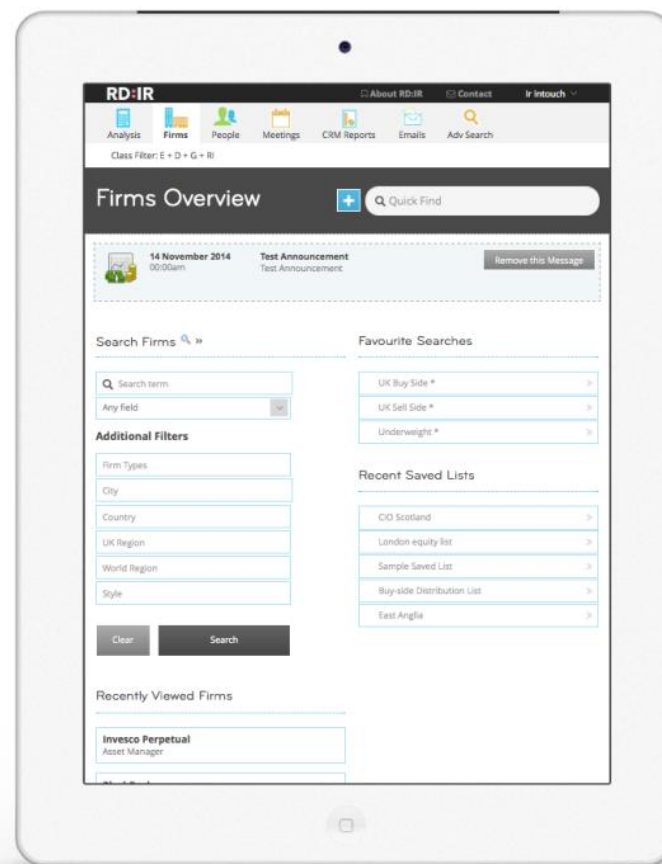 RD:IR
About RD:IR Contact Ir Intouch
Analysis Firms People Meetings CRM Reports Emails Adv Search
Class Filter: E + D + G + RI
Firms Overview
+ Quick Find
14 November 2014 Test Announcement Remove this Message
00:00am Test Announcement
Search Firms »
Search term
Any field
Additional Filters
Firm Types
City
Country
UK Region
World Region
Style
Clear Search
Favourite Searches
UK Buy Side * »
UK Sell Side * »
Underweight * »
Recent Saved Lists
CIO Scotland »
London equity list »
Sample Saved List »
Buy-side Distribution List »
East Anglia »
Recently Viewed Firms
Invesco Perpetual
Asset Manager